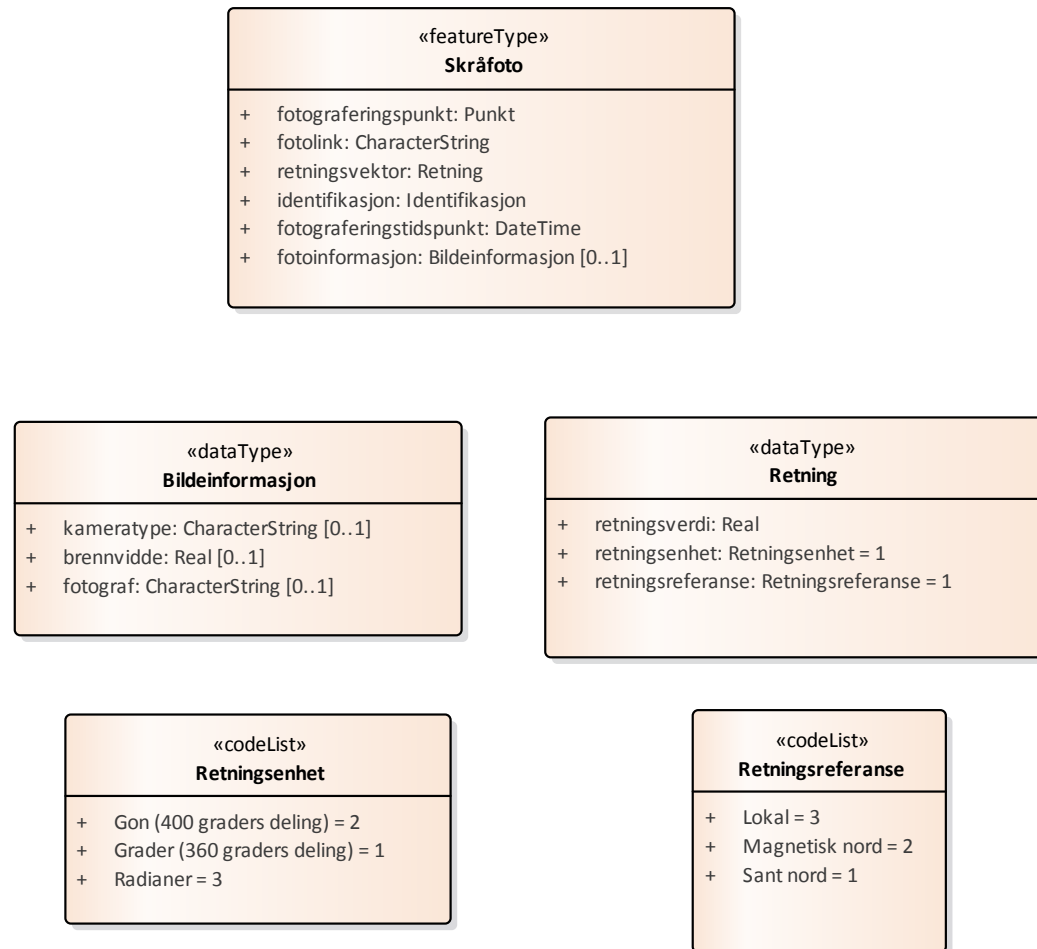 «featureType»
Skråfoto
+ fotograferingspunkt: Punkt
+ fotolink: CharacterString
+ retningsvektor: Retning
+ identifikasjon: Identifikasjon
+ fotograferingstidspunkt: DateTime
+ fotoinformasjon: Bildeinformasjon [0..1]
«dataType»
Bildeinformasjon
+ kameratype: CharacterString [0..1]
+ brennvidde: Real [0..1]
+ fotograf: CharacterString [0..1]
«dataType»
Retning
+ retningsverdi: Real
+ retningsenhet: Retningsenhet = 1
+ retningsreferanse: Retningsreferanse = 1
«codeList»
Retningsenhet
+ Gon (400 graders deling) = 2
+ Grader (360 graders deling) = 1
+ Radianer = 3
«codeList»
Retningsreferanse
+ Lokal = 3
+ Magnetisk nord = 2
+ Sant nord = 1